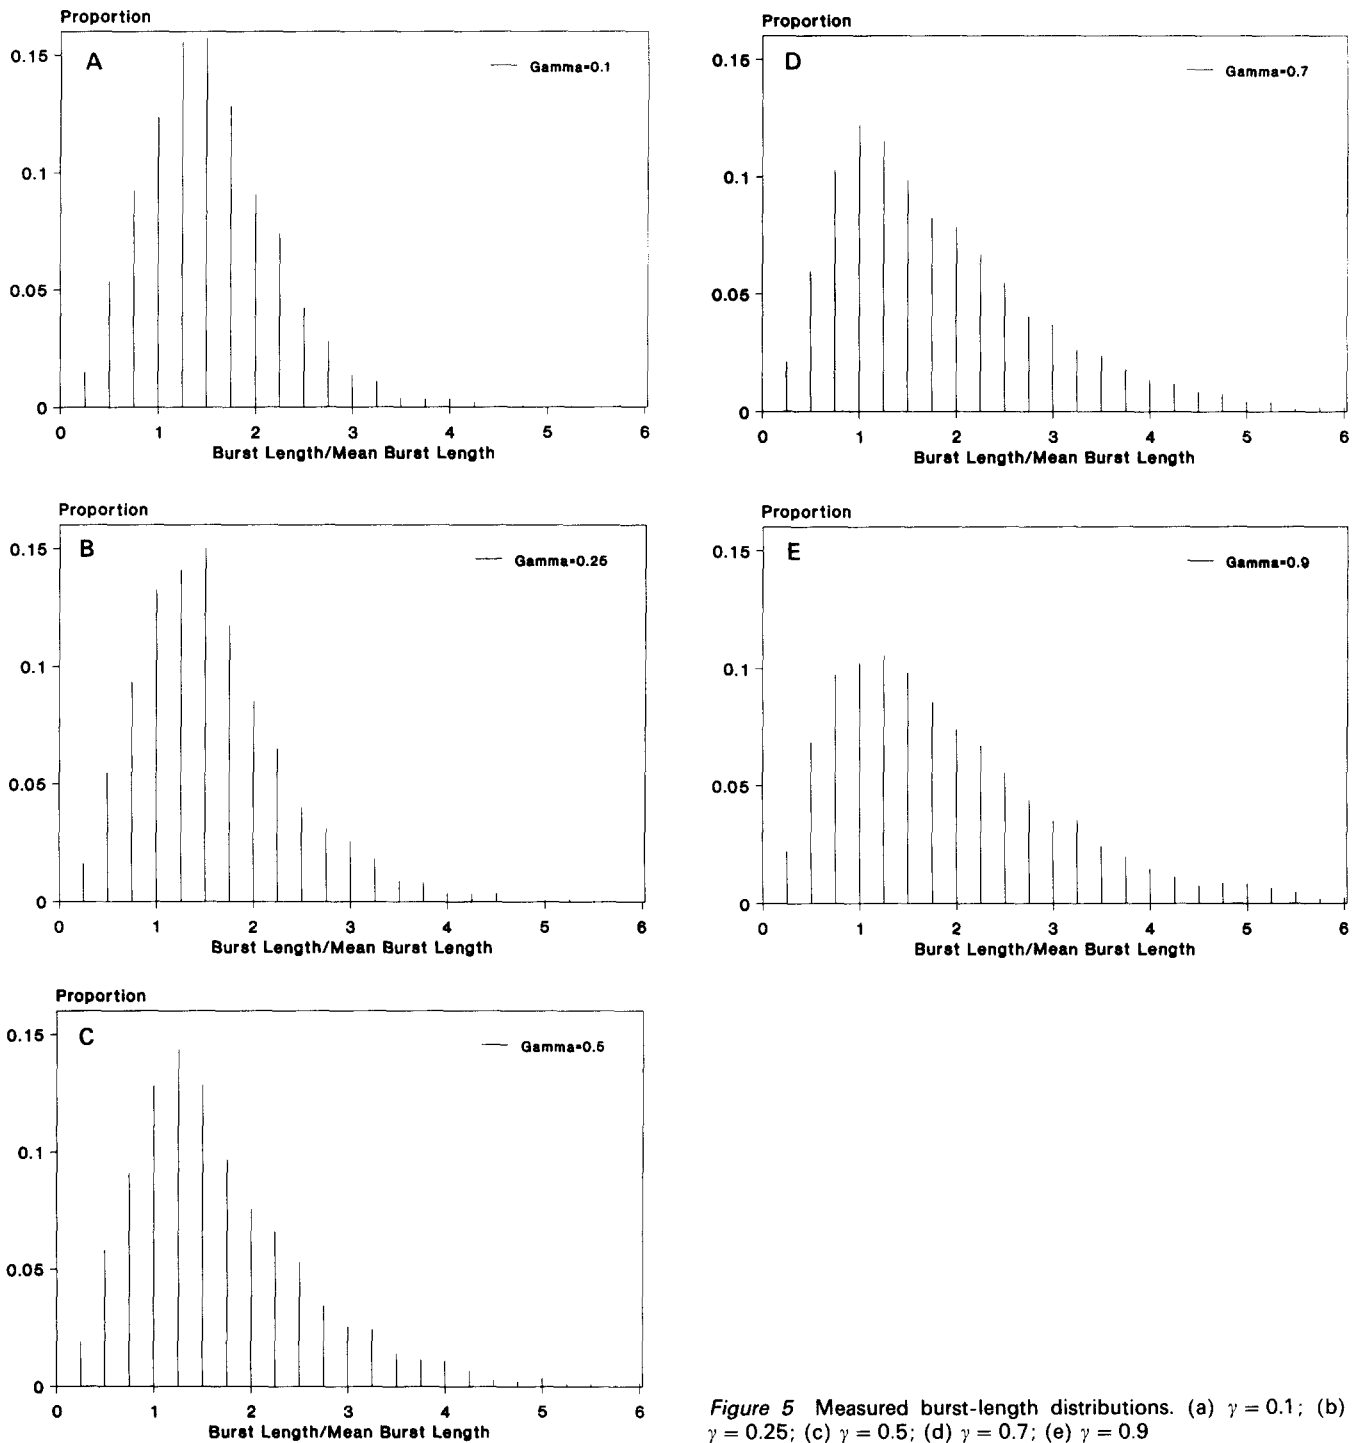 Proportion
0.15
A
Gamma=0.1
0.1
0.05
0
0 1 2 3 4 5 6
Burst Length/Mean Burst Length
Proportion
0.15
B
Gamma=0.25
0.1
0.05
0
0 1 2 3 4 5 6
Burst Length/Mean Burst Length
Proportion
0.15
C
Gamma=0.5
0.1
0.05
0
0 1 2 3 4 5 6
Burst Length/Mean Burst Length
Proportion
0.15
D
Gamma=0.7
0.1
0.05
0
0 1 2 3 4 5 6
Burst Length/Mean Burst Length
Proportion
0.15
E
Gamma=0.9
0.1
0.05
0
0 1 2 3 4 5 6
Burst Length/Mean Burst Length
Figure 5 Measured burst-length distributions. (a) γ = 0.1; (b)
γ = 0.25; (c) γ = 0.5; (d) γ = 0.7; (e) γ = 0.9